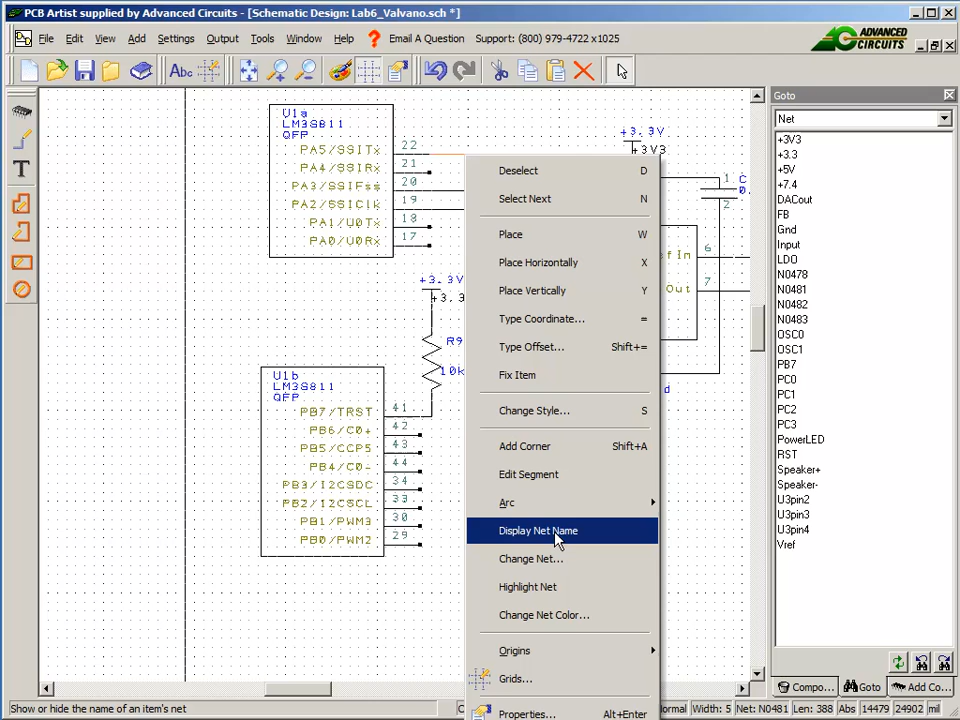 PCB Artist supplied by Advanced Circuits - [Schematic Design: Lab6_Valvano.sch *]
File Edit View Add Settings Output Tools Window Help ? Email A Question Support: (800) 979-4722 x1025
ADVANCED
CIRCUITS
Abc
T
U1a
LM3S811
QFP
PA5/SSITx 22
PA4/SSIRx 21
PA3/SSIFss 20
PA2/SSIClk 19
PA1/U0Tx 18
PA0/U0Rx 17
+3.3V
+3V3
C
0.
1
2
fIn 6
Out 7
d
+3.3V
+3.3
R9
10k
U1b
LM3S811
QFP
PB7/TRST 41
PB6/C0+ 42
PB5/CCP5 43
PB4/C0- 44
PB3/I2CSDC 34
PB2/I2CSCL 33
PB1/PWM3 30
PB0/PWM2 29
Deselect D
Select Next N
Place W
Place Horizontally X
Place Vertically Y
Type Coordinate... =
Type Offset... Shift+=
Fix Item
Change Style... S
Add Corner Shift+A
Edit Segment
Arc
Display Net Name
Change Net...
Highlight Net
Change Net Color...
Origins
Grids...
Properties... Alt+Enter
Goto
Net
+3V3
+3.3
+5V
+7.4
DACout
FB
Gnd
Input
LDO
N0478
N0481
N0482
N0483
OSC0
OSC1
PB7
PC0
PC1
PC2
PC3
PowerLED
RST
Speaker+
Speaker-
U3pin2
U3pin3
U3pin4
Vref
Compo... Goto Add Co...
Show or hide the name of an item's net
Normal Width: 5 Net: N0481 Len: 388 Abs 14479 24902 mil